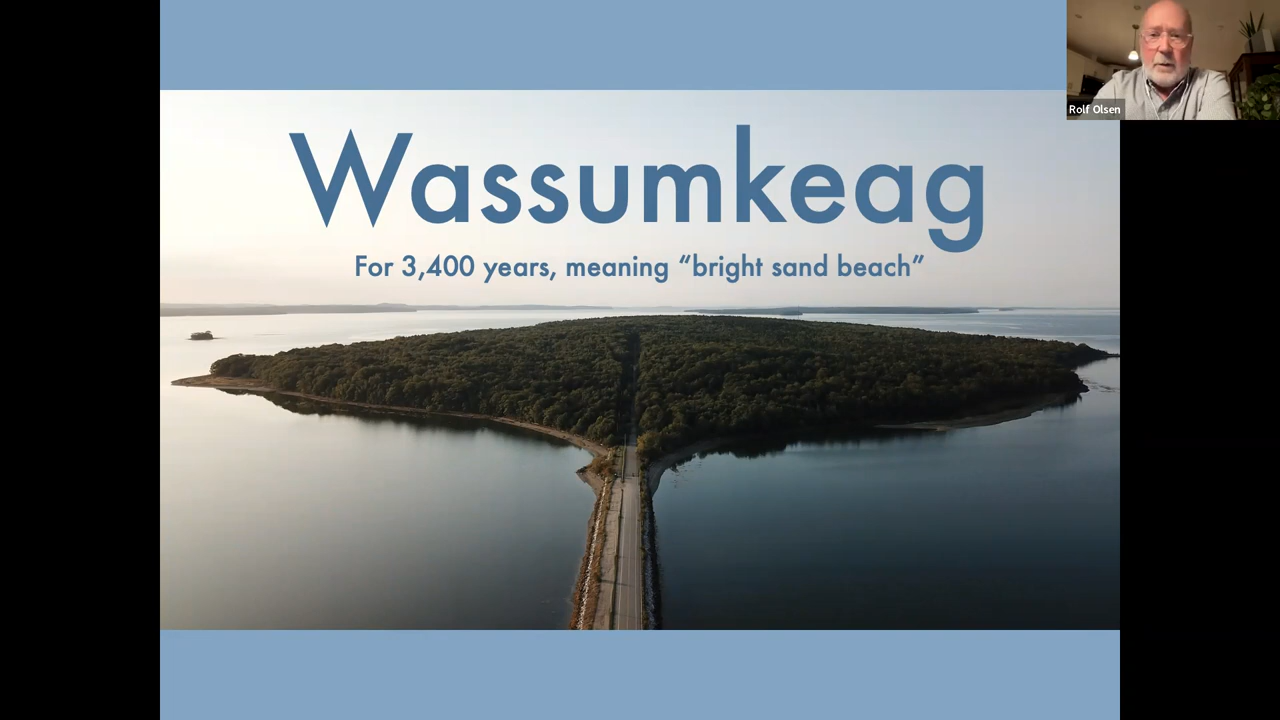 Wassumkeag
For 3,400 years, meaning “bright sand beach”
Rolf Olsen